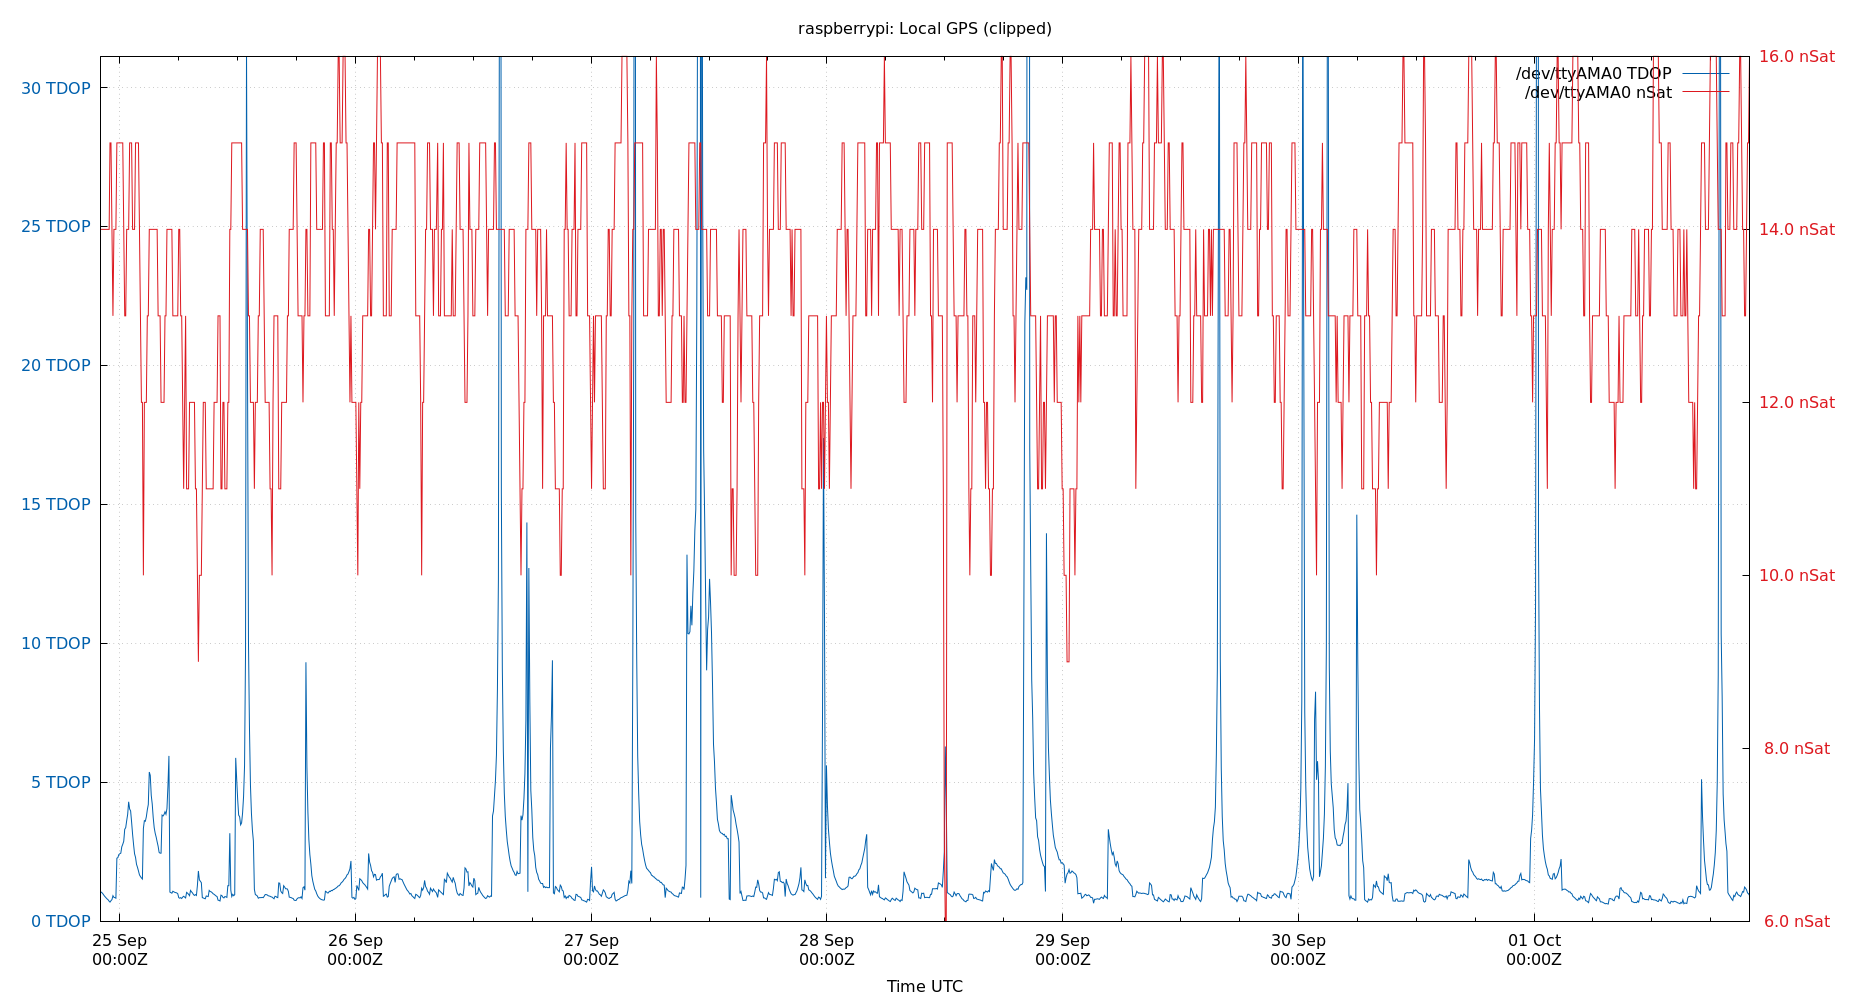 raspberrypi: Local GPS (clipped)
/dev/ttyAMA0 TDOP
/dev/ttyAMA0 nSat
30 TDOP
25 TDOP
20 TDOP
15 TDOP
10 TDOP
5 TDOP
0 TDOP
16.0 nSat
14.0 nSat
12.0 nSat
10.0 nSat
8.0 nSat
6.0 nSat
25 Sep 26 Sep 27 Sep 28 Sep 29 Sep 30 Sep 01 Oct
00:00Z 00:00Z 00:00Z 00:00Z 00:00Z 00:00Z 00:00Z
Time UTC